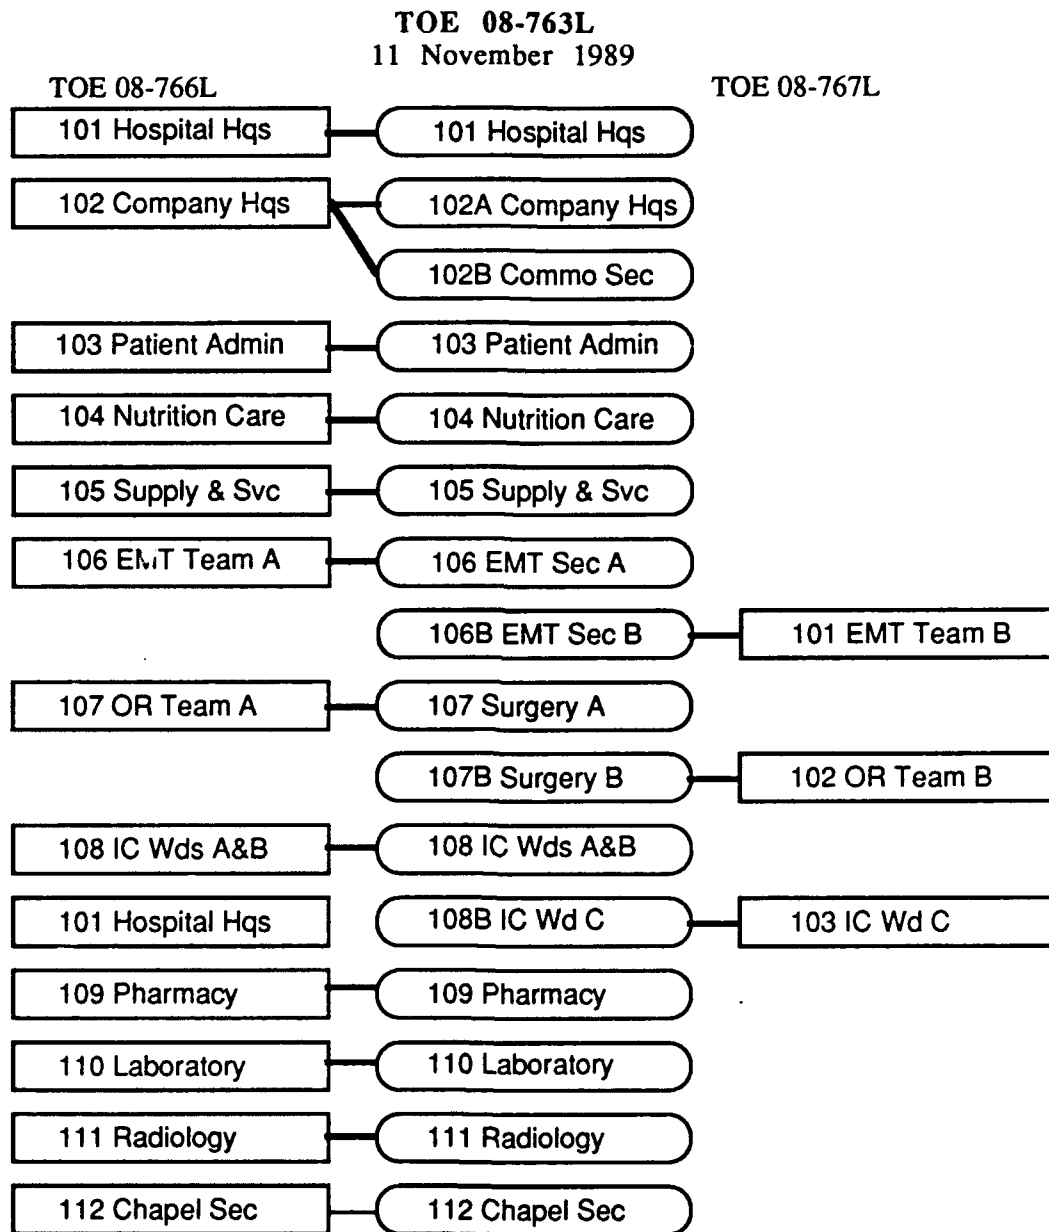 TOE 08-763L
11 November 1989
TOE 08-766L
TOE 08-767L
101 Hospital Hqs
101 Hospital Hqs
102 Company Hqs
102A Company Hqs
102B Commo Sec
103 Patient Admin
103 Patient Admin
104 Nutrition Care
104 Nutrition Care
105 Supply & Svc
105 Supply & Svc
106 EMT Team A
106 EMT Sec A
106B EMT Sec B
101 EMT Team B
107 OR Team A
107 Surgery A
107B Surgery B
102 OR Team B
108 IC Wds A&B
108 IC Wds A&B
101 Hospital Hqs
108B IC Wd C
103 IC Wd C
109 Pharmacy
109 Pharmacy
110 Laboratory
110 Laboratory
111 Radiology
111 Radiology
112 Chapel Sec
112 Chapel Sec